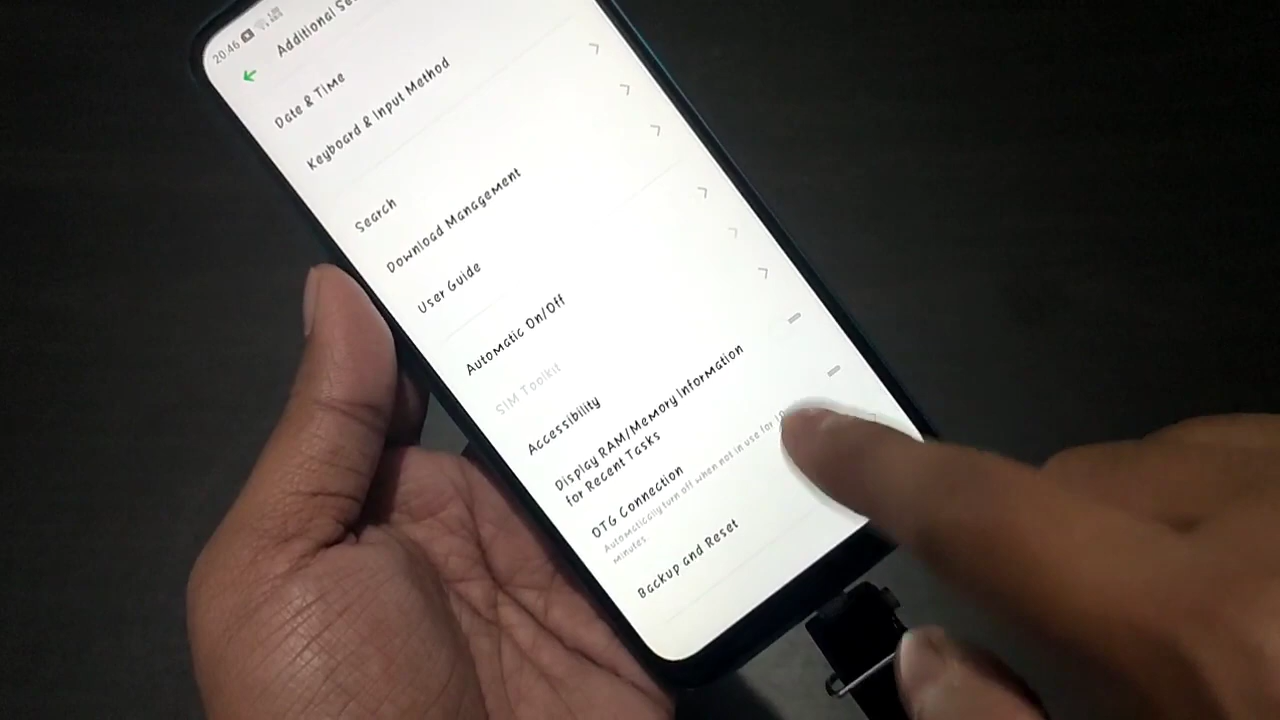 20:46
Additional
Date & Time
Keyboard & Input Method
Search
Download Management
User Guide
Automatic On/Off
SIM Toolkit
Accessibility
Display RAM/Memory Information
for Recent Tasks
OTG Connection
Automatically turn off when not in use for
minutes.
Backup and Reset